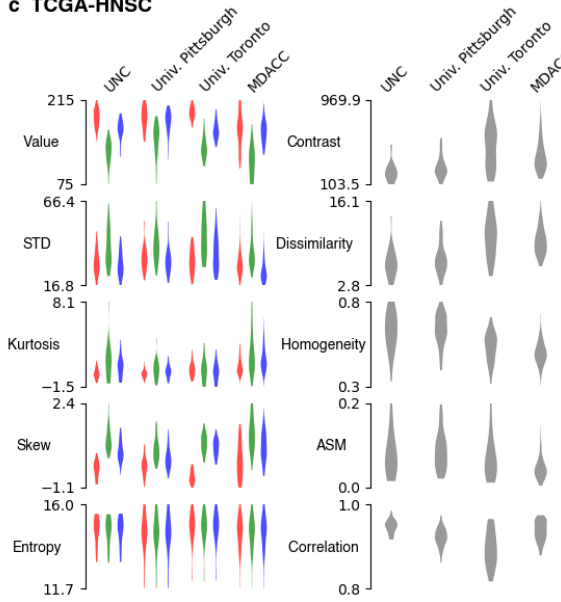 c TCGA-HNSC
UNC
Univ. Pittsburgh
Univ. Toronto
MDACC
UNC
Univ. Pittsburgh
Univ. Toronto
MDACC
215
Value
75
969.9
Contrast
103.5
66.4
STD
16.8
16.1
Dissimilarity
2.8
8.1
Kurtosis
−1.5
0.8
Homogeneity
0.3
2.4
Skew
−1.1
0.2
ASM
0.0
16.0
Entropy
11.7
1.0
Correlation
0.8